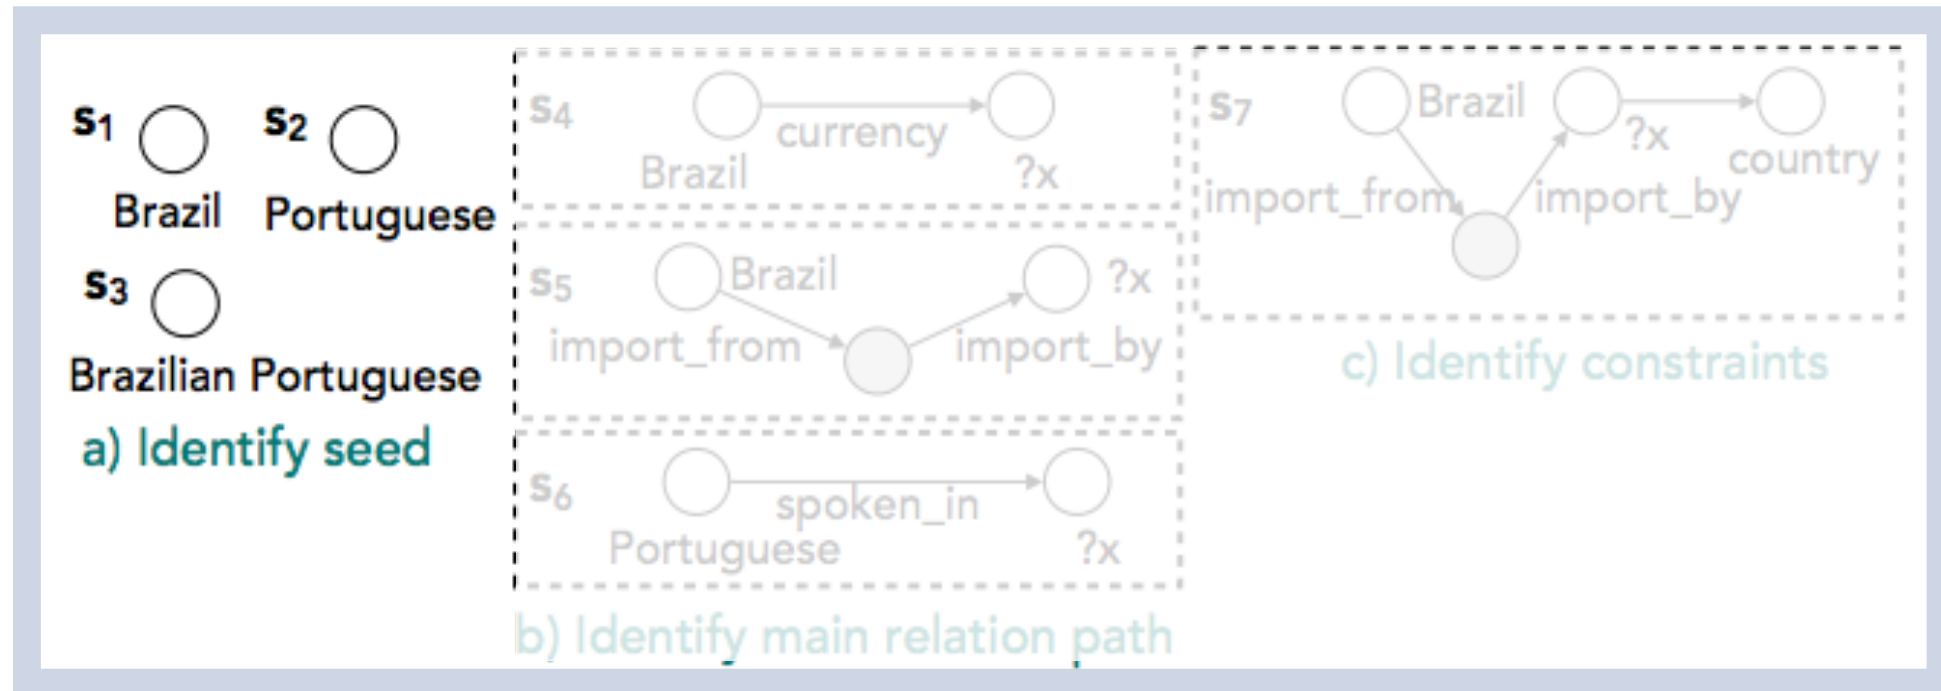 s1
s2
Brazil
Portuguese
s3
Brazilian Portuguese
a) Identify seed
s4
currency
Brazil
?x
s5
Brazil
?x
import_from
import_by
s6
spoken_in
Portuguese
?x
b) Identify main relation path
s7
Brazil
?x
country
import_from
import_by
c) Identify constraints